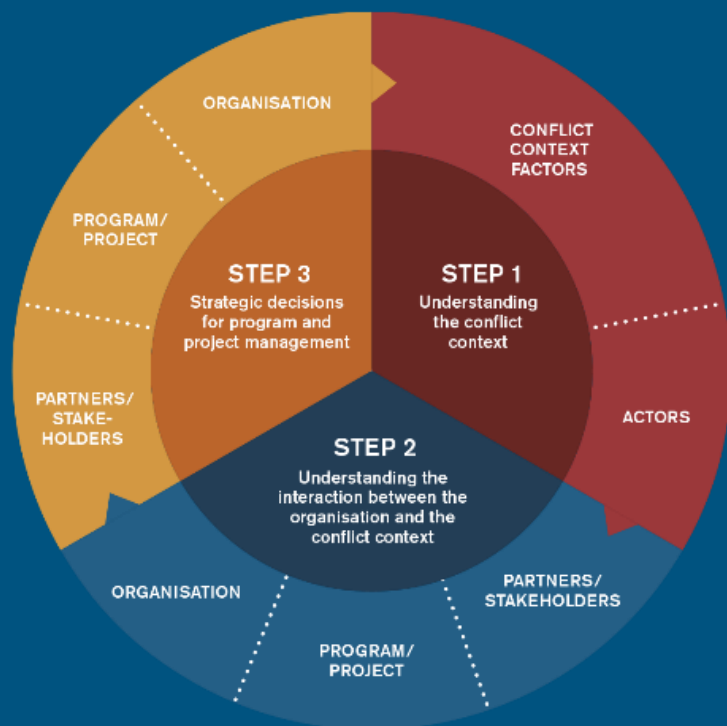 ORGANISATION
CONFLICT
CONTEXT
FACTORS
PROGRAM/
PROJECT
STEP 3
Strategic decisions
for program and
project management
STEP 1
Understanding
the conflict
context
PARTNERS/
STAKE-
HOLDERS
ACTORS
STEP 2
Understanding the
interaction between the
organisation and the
conflict context
ORGANISATION
PROGRAM/
PROJECT
PARTNERS/
STAKEHOLDERS